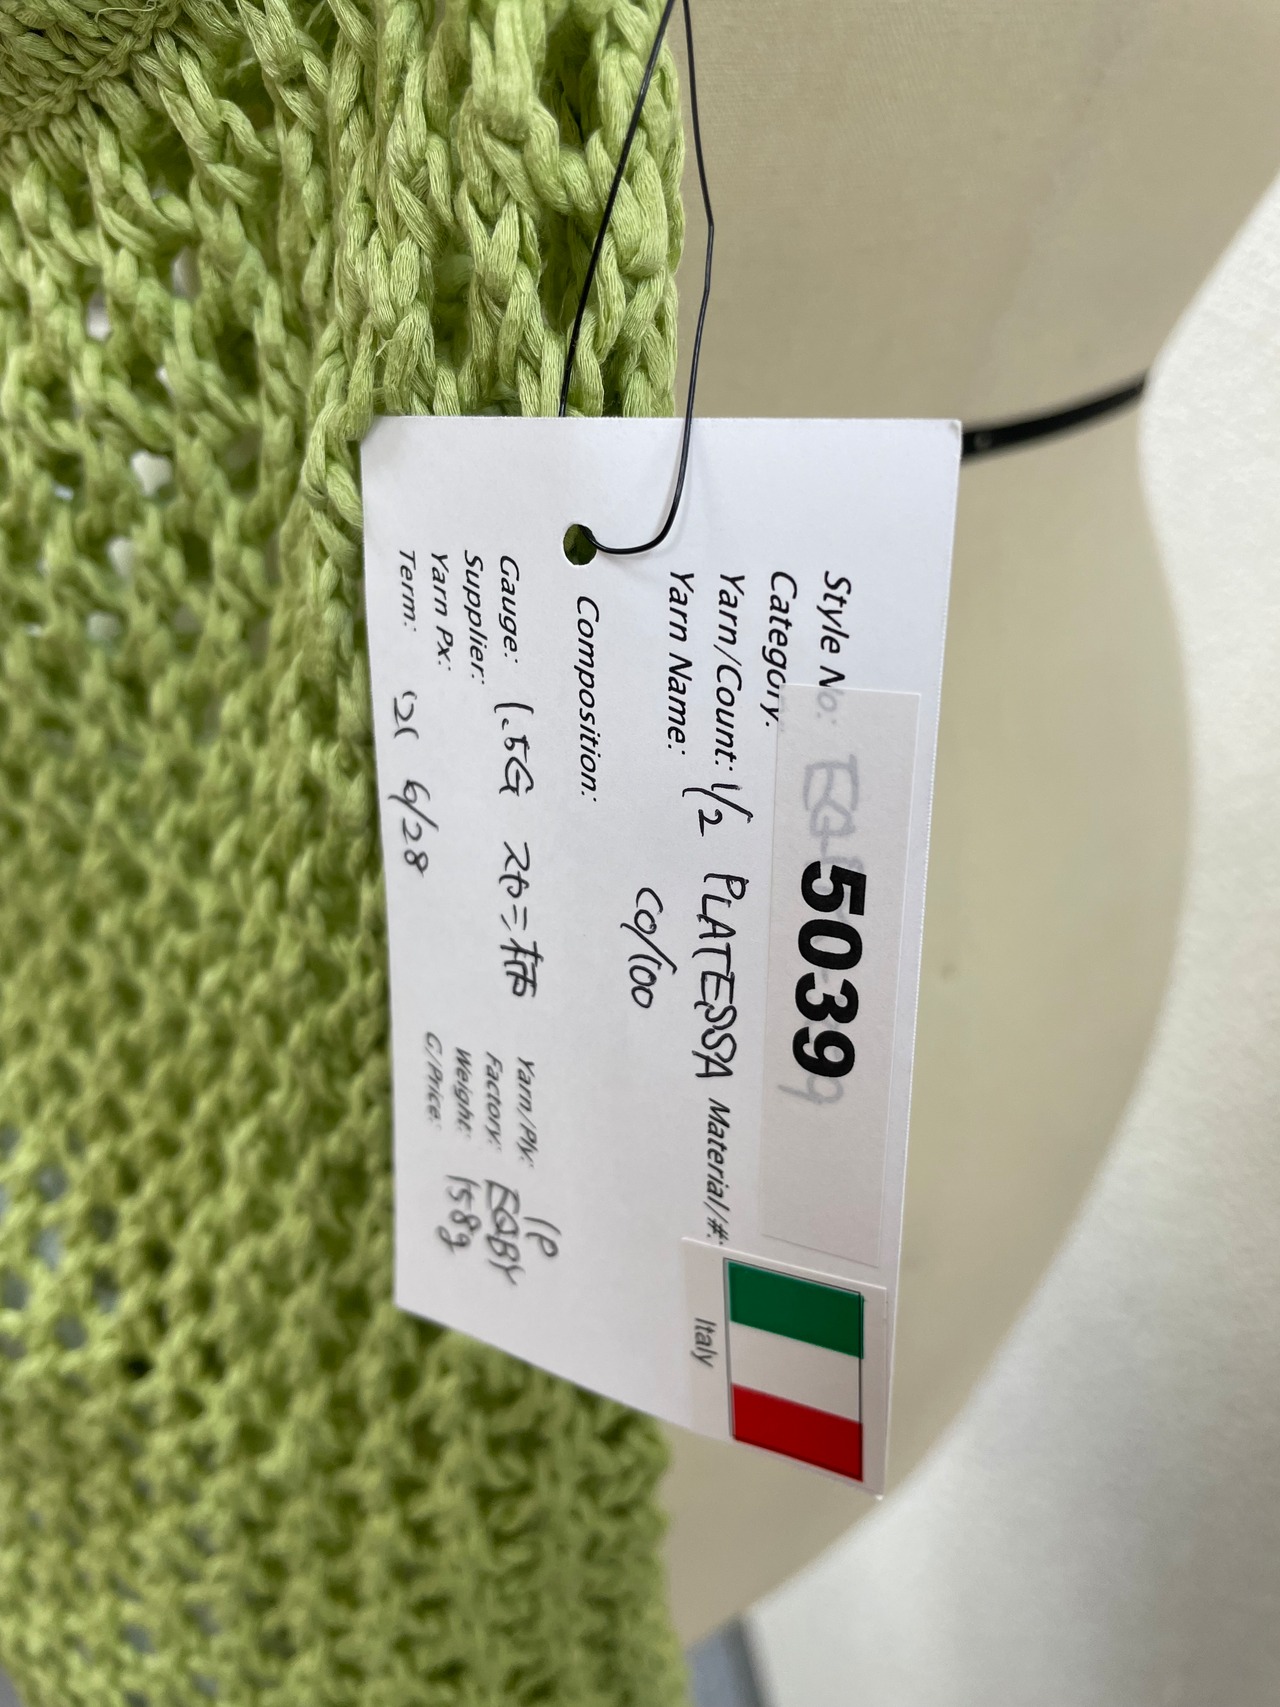 Style No: 5039
Category.
Yarn/Count: 1/2 PLATESSA Material/#:
Yarn Name:
CO/100
Composition:
Italy
Gauge: 1.5G Yarn/Ply: 1P
Supplier: Factory: EQBY
Yarn Px: Weight: 158g
Term: '21 6/28 C/Price: